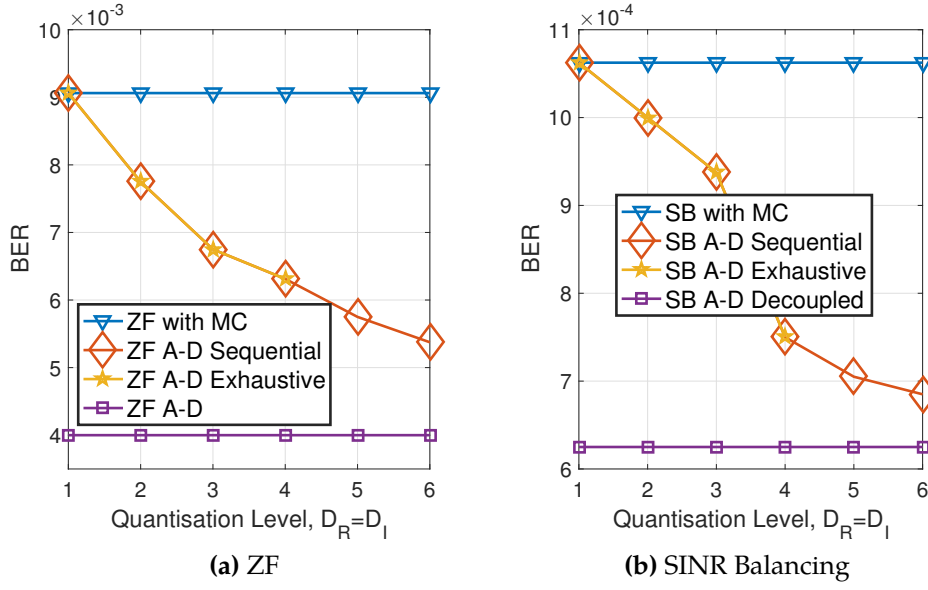 ×10⁻³
10
9
8
7
6
5
4
BER
ZF with MC
ZF A-D Sequential
ZF A-D Exhaustive
ZF A-D
1 2 3 4 5 6
Quantisation Level, D_R=D_I
(a) ZF
×10⁻⁴
11
10
9
8
7
6
BER
SB with MC
SB A-D Sequential
SB A-D Exhaustive
SB A-D Decoupled
1 2 3 4 5 6
Quantisation Level, D_R=D_I
(b) SINR Balancing